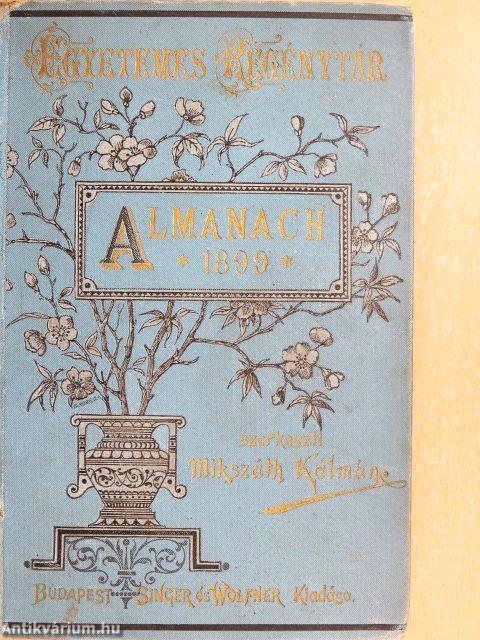 EGYETEMES REGÉNYTÁR
ALMANACH
* 1899 *
szerkeszti
Mikszáth Kálmán
BUDAPEST SINGER és WOLFNER Kiadása.
Antikvarium.hu